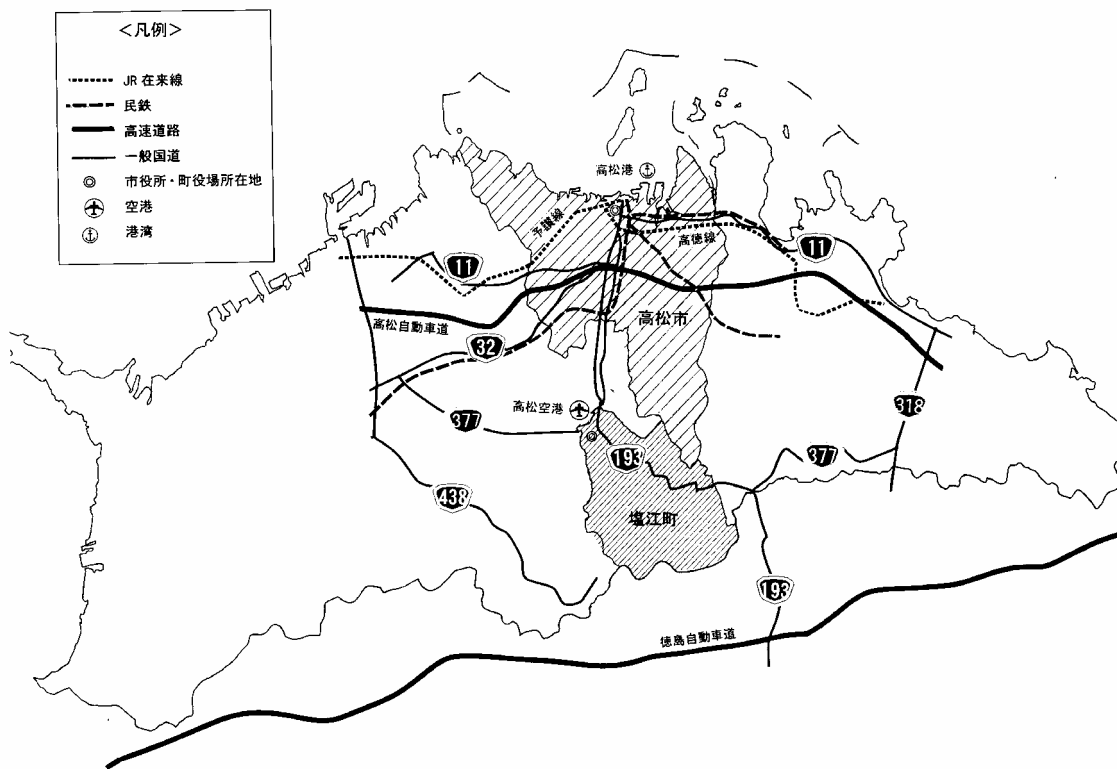 <凡例>
JR在来線
民鉄
高速道路
一般国道
市役所・町役場所在地
空港
港湾
高松港
予讃線
高徳線
11
11
高松市
高松自動車道
32
高松空港
377
318
193
377
438
塩江町
193
徳島自動車道